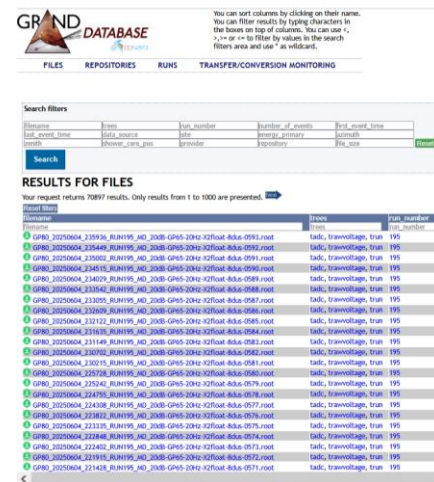 GRAND
DATABASE
You can sort columns by clicking on their name.
You can filter results by typing characters in
the boxes on top of columns. You can use <,
>,>= or <= to filter by values in the search
filters area and use * as wildcard.
FILES REPOSITORIES RUNS TRANSFER/CONVERSION MONITORING
Search filters
filename trees run_number number_of_events first_event_time
last_event_time data_source site energy_primary azimuth
zenith shower_core_pos provider repository file_size Reset
Search
RESULTS FOR FILES
Your request returns 70897 results. Only results from 1 to 1000 are presented. Next
Reset filters
filename trees run_number
filename trees run_number
GP80_20250604_235936_RUN195_MD_20dB-GP65-20Hz-X2float-8dus-0593.root tadc, trawvoltage, trun 195
GP80_20250604_235449_RUN195_MD_20dB-GP65-20Hz-X2float-8dus-0592.root tadc, trawvoltage, trun 195
GP80_20250604_235002_RUN195_MD_20dB-GP65-20Hz-X2float-8dus-0591.root tadc, trawvoltage, trun 195
GP80_20250604_234515_RUN195_MD_20dB-GP65-20Hz-X2float-8dus-0590.root tadc, trawvoltage, trun 195
GP80_20250604_234029_RUN195_MD_20dB-GP65-20Hz-X2float-8dus-0589.root tadc, trawvoltage, trun 195
GP80_20250604_233542_RUN195_MD_20dB-GP65-20Hz-X2float-8dus-0588.root tadc, trawvoltage, trun 195
GP80_20250604_233055_RUN195_MD_20dB-GP65-20Hz-X2float-8dus-0587.root tadc, trawvoltage, trun 195
GP80_20250604_232609_RUN195_MD_20dB-GP65-20Hz-X2float-8dus-0586.root tadc, trawvoltage, trun 195
GP80_20250604_232122_RUN195_MD_20dB-GP65-20Hz-X2float-8dus-0585.root tadc, trawvoltage, trun 195
GP80_20250604_231635_RUN195_MD_20dB-GP65-20Hz-X2float-8dus-0584.root tadc, trawvoltage, trun 195
GP80_20250604_231149_RUN195_MD_20dB-GP65-20Hz-X2float-8dus-0583.root tadc, trawvoltage, trun 195
GP80_20250604_230702_RUN195_MD_20dB-GP65-20Hz-X2float-8dus-0582.root tadc, trawvoltage, trun 195
GP80_20250604_230215_RUN195_MD_20dB-GP65-20Hz-X2float-8dus-0581.root tadc, trawvoltage, trun 195
GP80_20250604_225728_RUN195_MD_20dB-GP65-20Hz-X2float-8dus-0580.root tadc, trawvoltage, trun 195
GP80_20250604_225242_RUN195_MD_20dB-GP65-20Hz-X2float-8dus-0579.root tadc, trawvoltage, trun 195
GP80_20250604_224755_RUN195_MD_20dB-GP65-20Hz-X2float-8dus-0578.root tadc, trawvoltage, trun 195
GP80_20250604_224308_RUN195_MD_20dB-GP65-20Hz-X2float-8dus-0577.root tadc, trawvoltage, trun 195
GP80_20250604_223822_RUN195_MD_20dB-GP65-20Hz-X2float-8dus-0576.root tadc, trawvoltage, trun 195
GP80_20250604_223335_RUN195_MD_20dB-GP65-20Hz-X2float-8dus-0575.root tadc, trawvoltage, trun 195
GP80_20250604_222848_RUN195_MD_20dB-GP65-20Hz-X2float-8dus-0574.root tadc, trawvoltage, trun 195
GP80_20250604_222402_RUN195_MD_20dB-GP65-20Hz-X2float-8dus-0573.root tadc, trawvoltage, trun 195
GP80_20250604_221915_RUN195_MD_20dB-GP65-20Hz-X2float-8dus-0572.root tadc, trawvoltage, trun 195
GP80_20250604_221428_RUN195_MD_20dB-GP65-20Hz-X2float-8dus-0571.root tadc, trawvoltage, trun 195